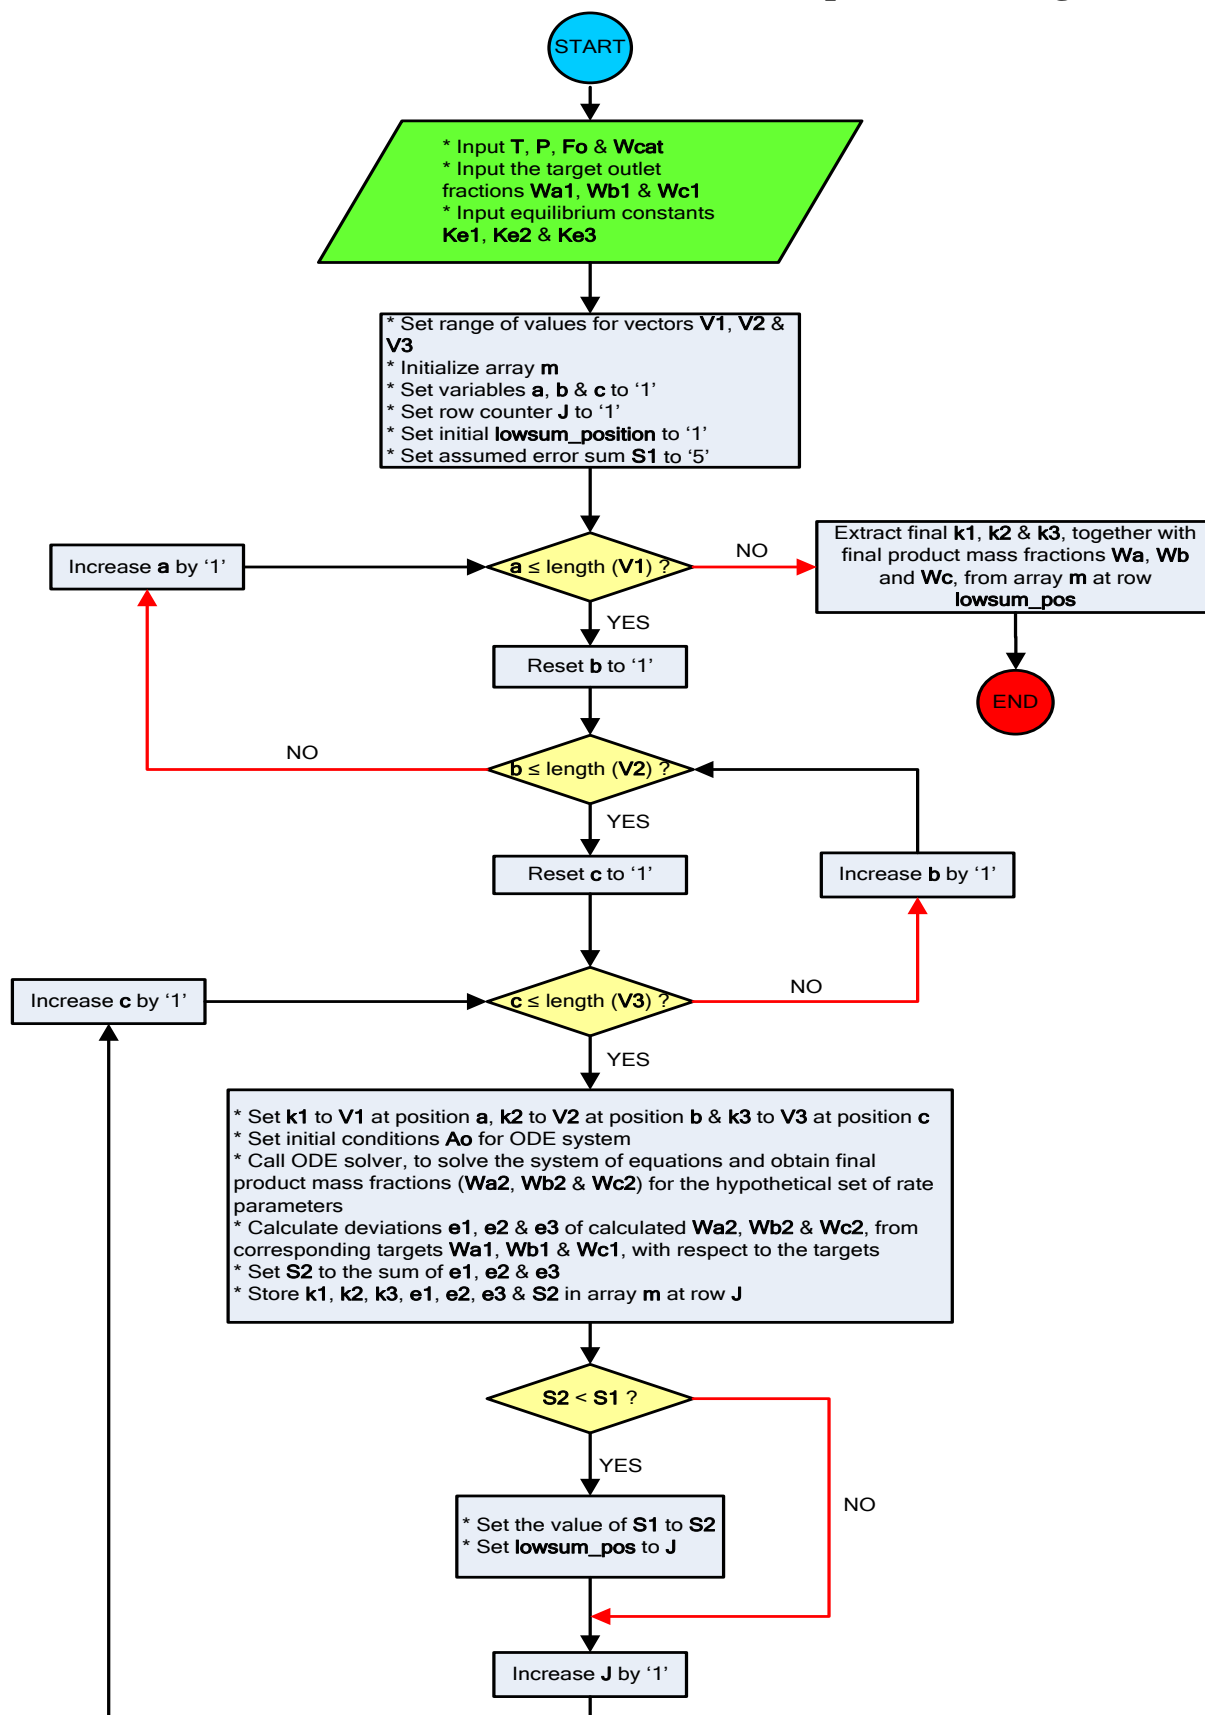 START
* Input T, P, Fo & Wcat
* Input the target outlet
fractions Wa1, Wb1 & Wc1
* Input equilibrium constants
Ke1, Ke2 & Ke3
* Set range of values for vectors V1, V2 &
V3
* Initialize array m
* Set variables a, b & c to ‘1’
* Set row counter J to ‘1’
* Set initial lowsum_position to ‘1’
* Set assumed error sum S1 to ‘5’
Increase a by ‘1’
a ≤ length (V1) ?
NO
Extract final k1, k2 & k3, together with
final product mass fractions Wa, Wb
and Wc, from array m at row
lowsum_pos
YES
Reset b to ‘1’
END
NO
b ≤ length (V2) ?
YES
Reset c to ‘1’
Increase b by ‘1’
Increase c by ‘1’
c ≤ length (V3) ?
NO
YES
* Set k1 to V1 at position a, k2 to V2 at position b & k3 to V3 at position c
* Set initial conditions Ao for ODE system
* Call ODE solver, to solve the system of equations and obtain final
product mass fractions (Wa2, Wb2 & Wc2) for the hypothetical set of rate
parameters
* Calculate deviations e1, e2 & e3 of calculated Wa2, Wb2 & Wc2, from
corresponding targets Wa1, Wb1 & Wc1, with respect to the targets
* Set S2 to the sum of e1, e2 & e3
* Store k1, k2, k3, e1, e2, e3 & S2 in array m at row J
S2 < S1 ?
YES
NO
* Set the value of S1 to S2
* Set lowsum_pos to J
Increase J by ‘1’